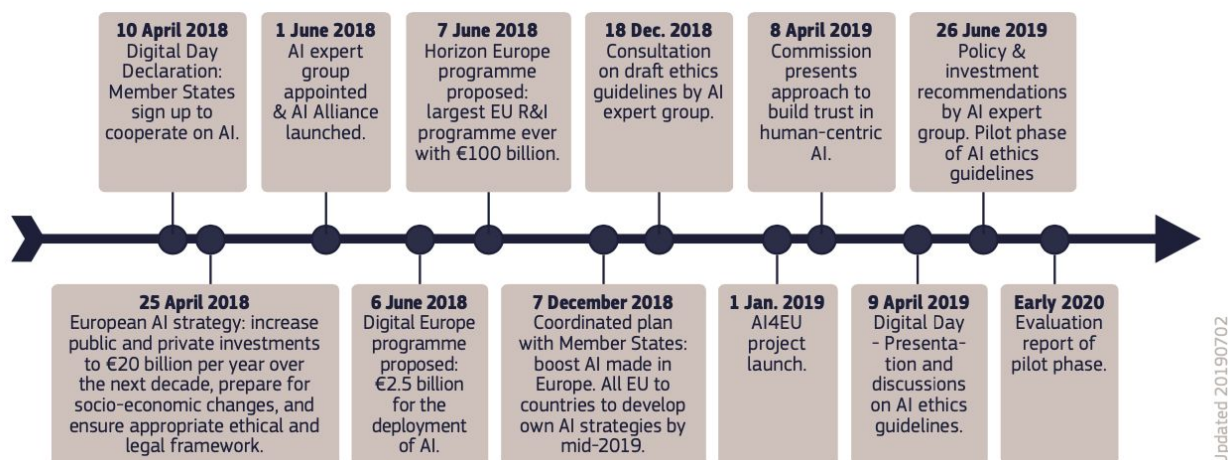 10 April 2018
Digital Day
Declaration:
Member States
sign up to
cooperate on AI.
1 June 2018
AI expert
group
appointed
& AI Alliance
launched.
7 June 2018
Horizon Europe
programme
proposed:
largest EU R&I
programme ever
with €100 billion.
18 Dec. 2018
Consultation
on draft ethics
guidelines by AI
expert group.
8 April 2019
Commission
presents
approach to
build trust in
human-centric
AI.
26 June 2019
Policy &
investment
recommendations
by AI expert
group. Pilot phase
of AI ethics
guidelines
25 April 2018
European AI strategy: increase
public and private investments
to €20 billion per year over
the next decade, prepare for
socio-economic changes, and
ensure appropriate ethical and
legal framework.
6 June 2018
Digital Europe
programme
proposed:
€2.5 billion
for the
deployment
of AI.
7 December 2018
Coordinated plan
with Member States:
boost AI made in
Europe. All EU to
countries to develop
own AI strategies by
mid-2019.
1 Jan. 2019
AI4EU
project
launch.
9 April 2019
Digital Day
- Presenta-
tion and
discussions
on AI ethics
guidelines.
Early 2020
Evaluation
report of
pilot phase.
Updated 20190702